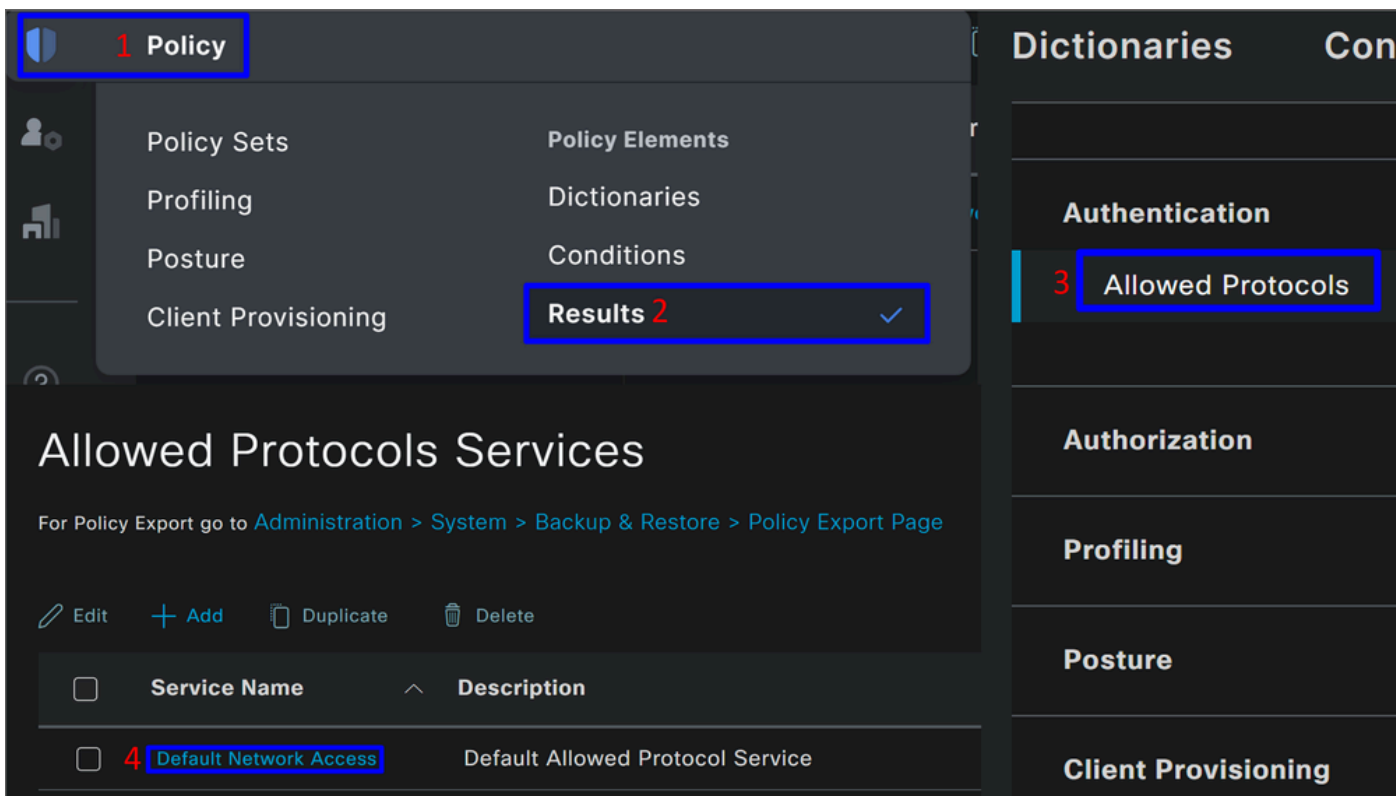 1 Policy
Policy Sets
Profiling
Posture
Client Provisioning
Policy Elements
Dictionaries
Conditions
Results 2
Dictionaries Con
Authentication
3 Allowed Protocols
Authorization
Profiling
Posture
Client Provisioning
Allowed Protocols Services
For Policy Export go to Administration > System > Backup & Restore > Policy Export Page
Edit Add Duplicate Delete
Service Name Description
4 Default Network Access Default Allowed Protocol Service